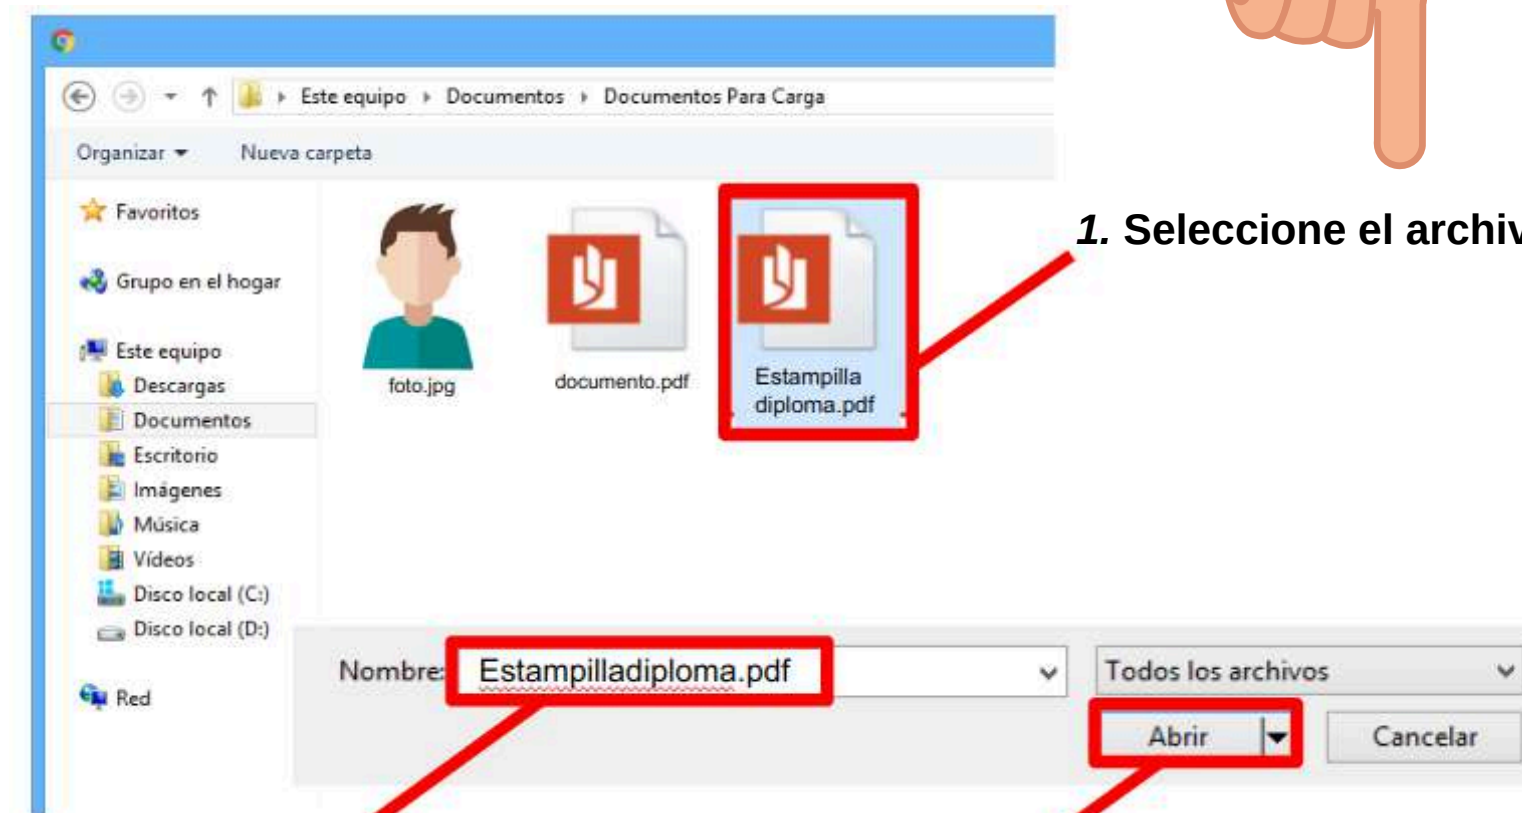 Este equipo Documentos Documentos Para Carga
Organizar Nueva carpeta
Favoritos
Grupo en el hogar
Este equipo
Descargas
Documentos
Escritorio
Imágenes
Música
Vídeos
Disco local (C:)
Disco local (D:)
Red
foto.jpg
documento.pdf
Estampilla
diploma.pdf
1. Seleccione el archiv
Nombre: Estampilladiploma.pdf
Todos los archivos
Abrir
Cancelar